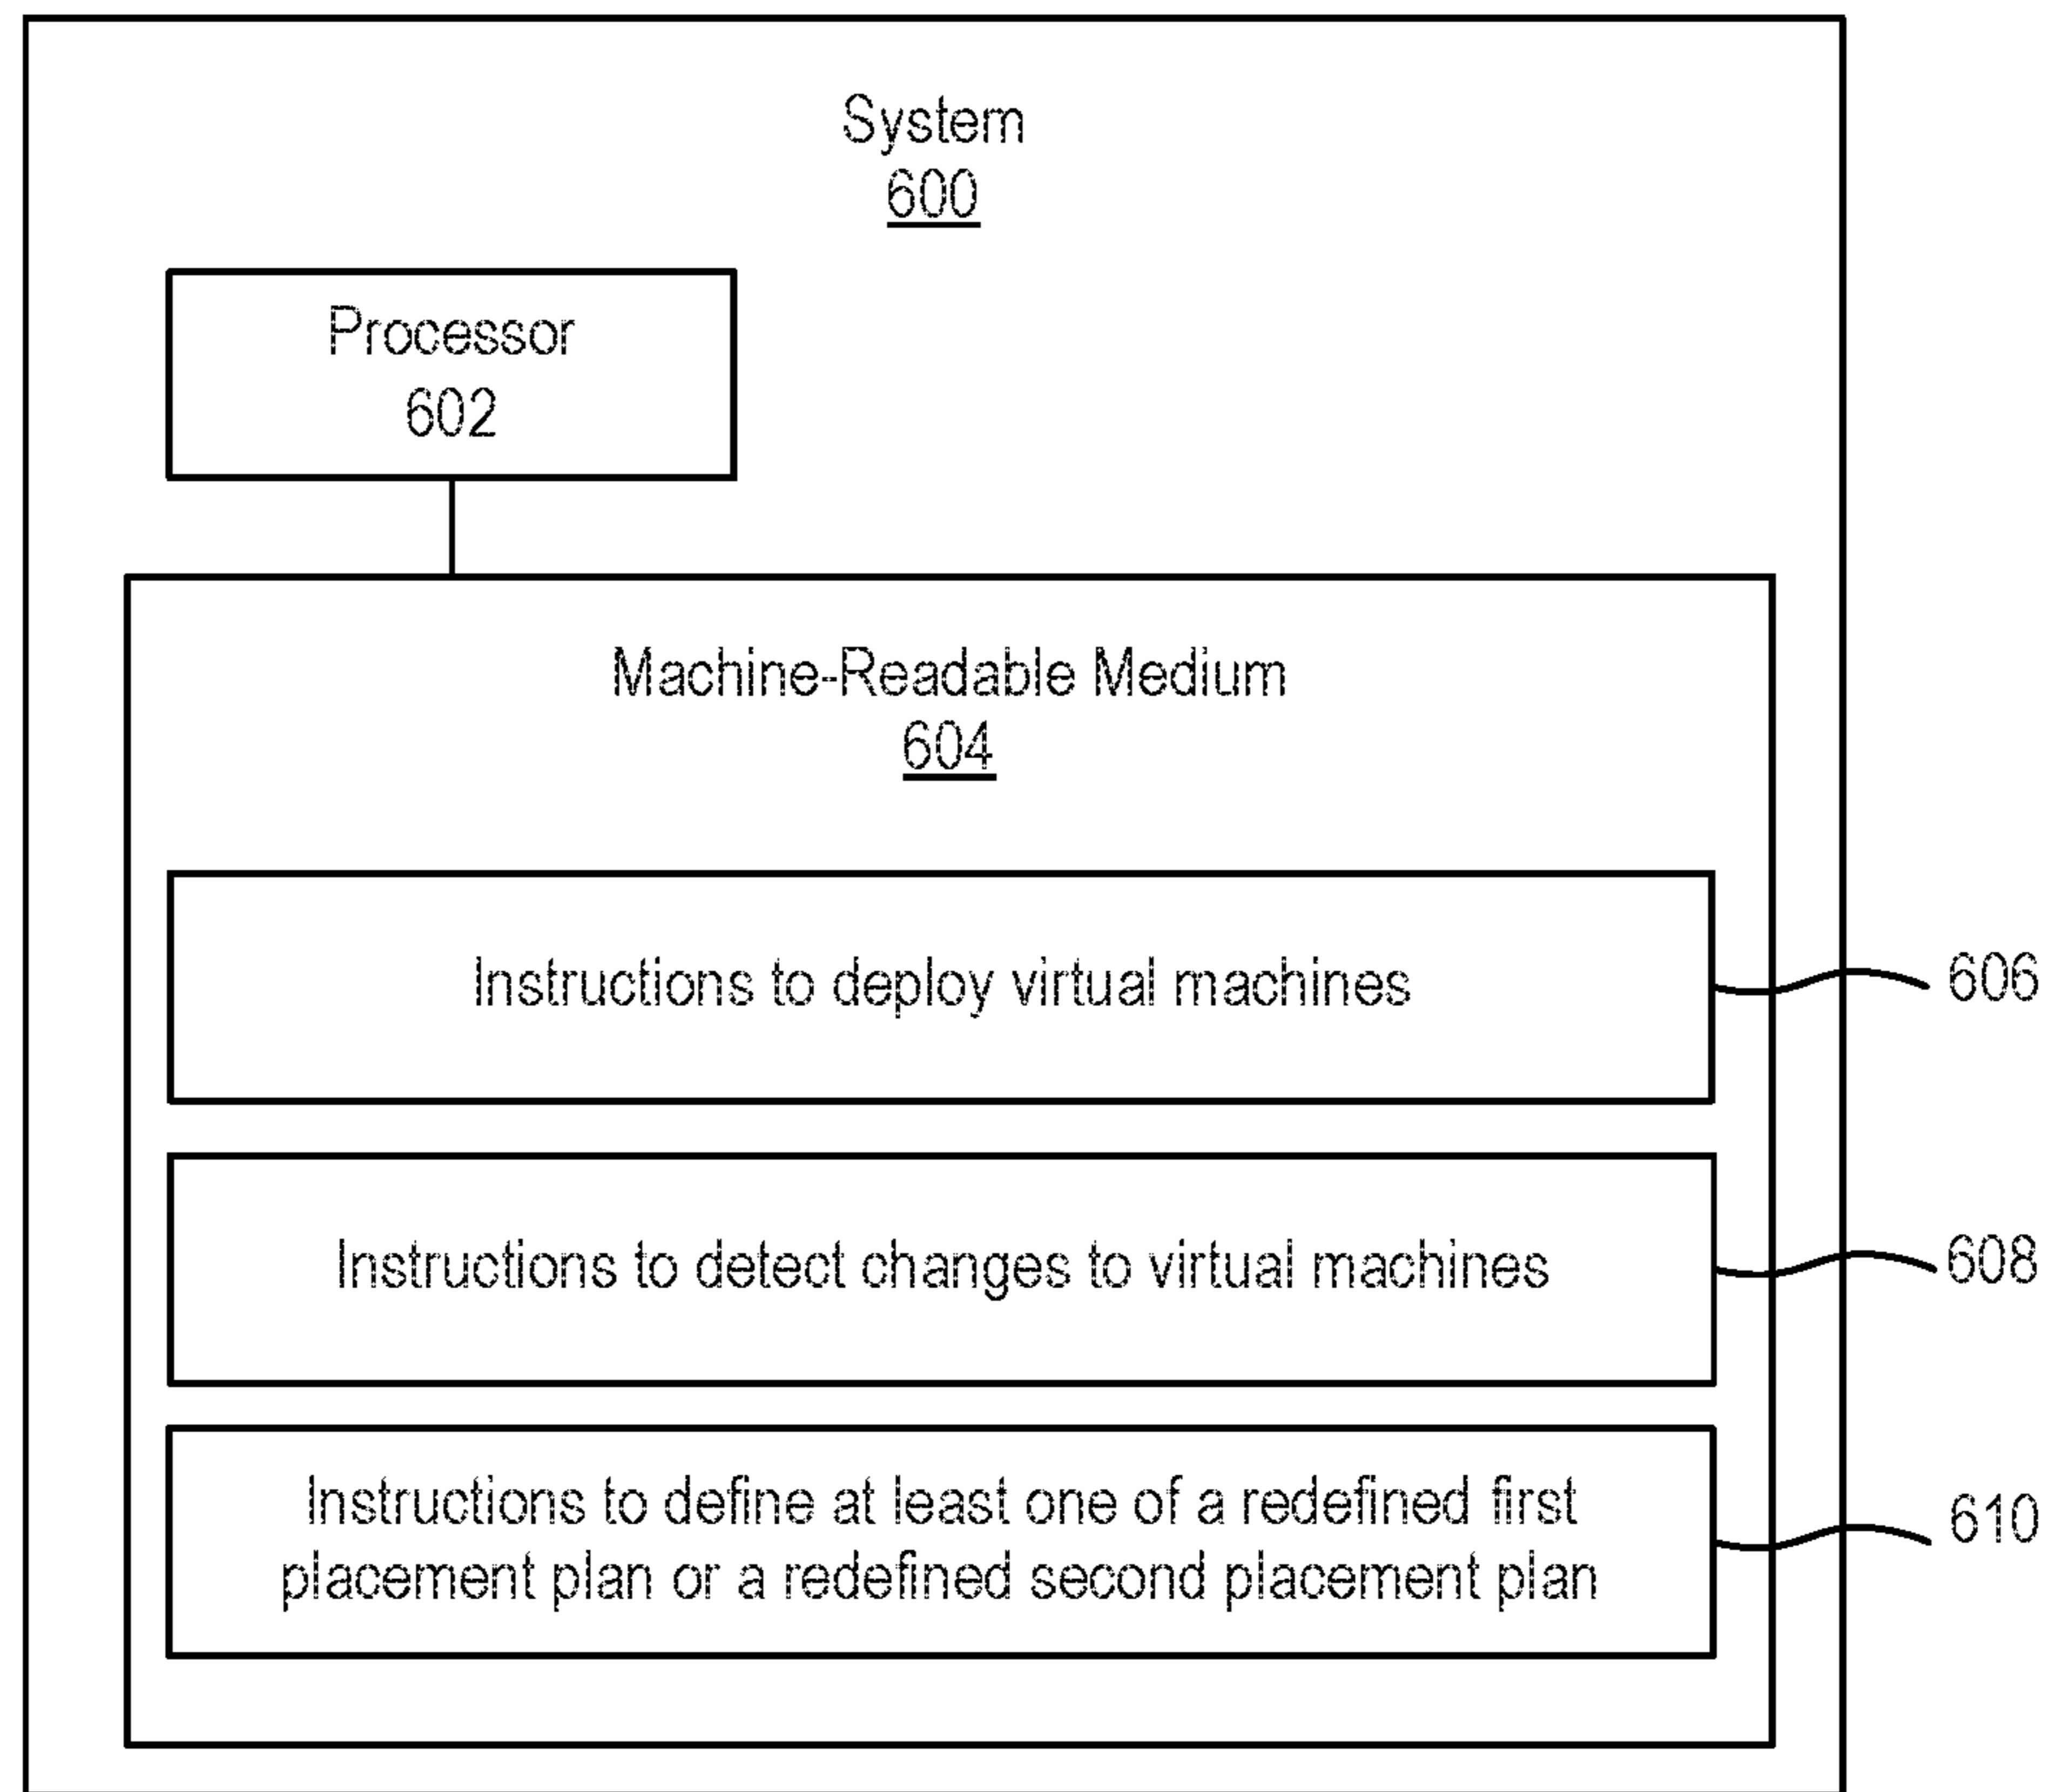 System
600
Processor
602
Machine-Readable Medium
604
Instructions to deploy virtual machines
606
Instructions to detect changes to virtual machines
608
Instructions to define at least one of a redefined first
placement plan or a redefined second placement plan
610